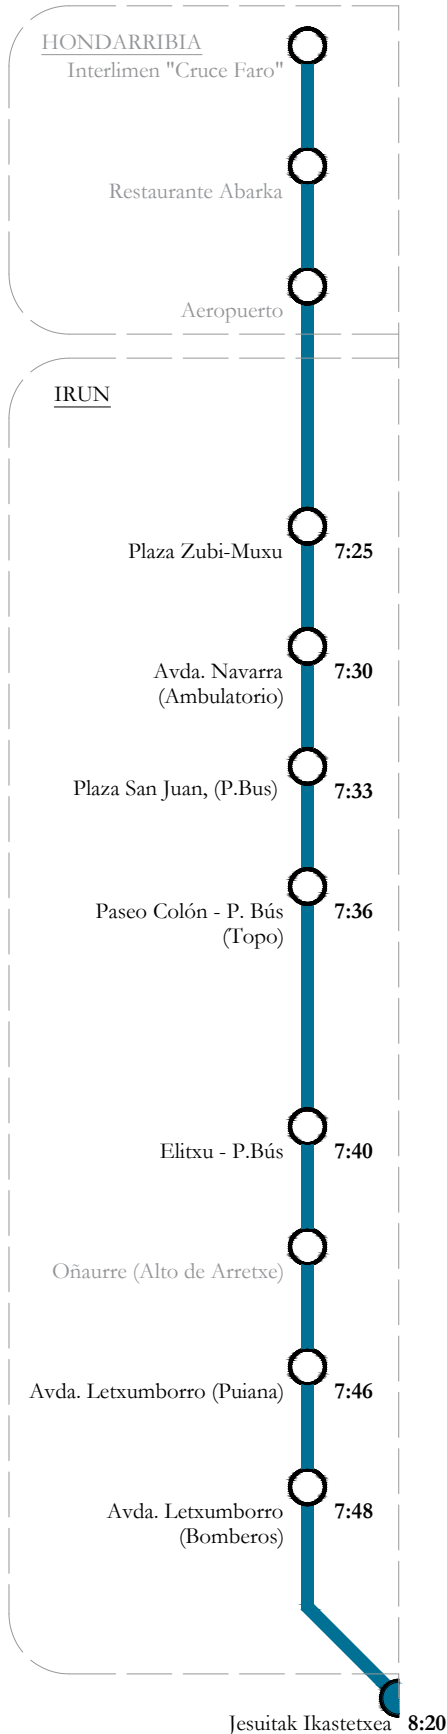 HONDARRIBIA
Interlimen "Cruce Faro"
Restaurante Abarka
Aeropuerto
IRUN
Plaza Zubi-Muxu 7:25
Avda. Navarra 7:30
(Ambulatorio)
Plaza San Juan, (P.Bus) 7:33
Paseo Colón - P. Bús 7:36
(Topo)
Elitxu - P.Bús 7:40
Oñaurre (Alto de Arretxe)
Avda. Letxumborro (Puiana) 7:46
Avda. Letxumborro 7:48
(Bomberos)
Jesuitak Ikastetxea 8:20